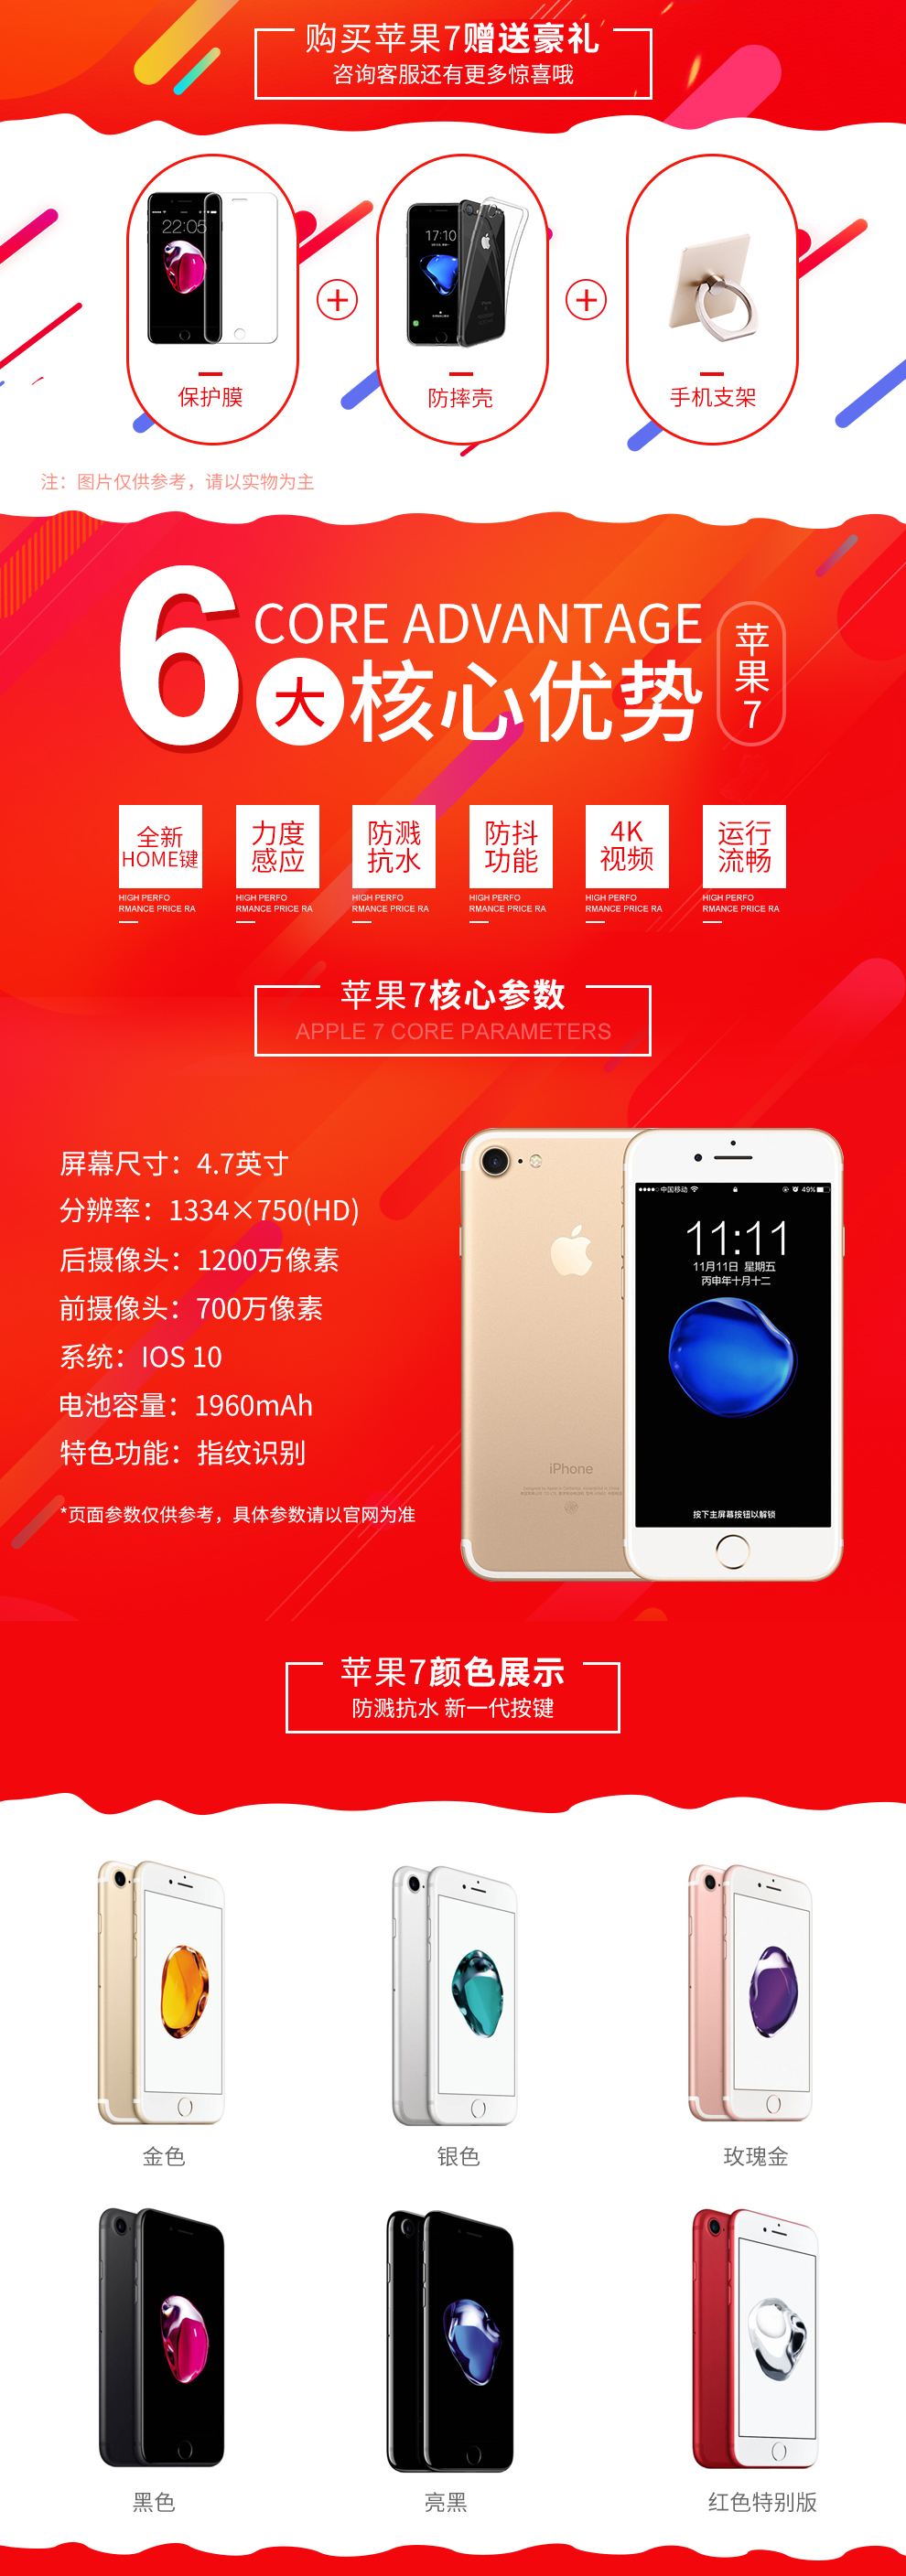 购买苹果7赠送豪礼
咨询客服还有更多惊喜哦
22:05
17:10
保护膜
防摔壳
手机支架
注：图片仅供参考，请以实物为主
6
CORE ADVANTAGE
大
核心优势
苹果7
全新
HOME键
力度
感应
防溅
抗水
防抖
功能
4K
视频
运行
流畅
HIGH PERFO
RMANCE PRICE RA
HIGH PERFO
RMANCE PRICE RA
HIGH PERFO
RMANCE PRICE RA
HIGH PERFO
RMANCE PRICE RA
HIGH PERFO
RMANCE PRICE RA
HIGH PERFO
RMANCE PRICE RA
苹果7核心参数
APPLE 7 CORE PARAMETERS
屏幕尺寸：4.7英寸
分辨率：1334×750(HD)
后摄像头：1200万像素
前摄像头：700万像素
系统：IOS 10
电池容量：1960mAh
特色功能：指纹识别
*页面参数仅供参考，具体参数请以官网为准
中国移动
49%
11:11
11月11日 星期五
丙申年十月十二
iPhone
按下主屏幕按钮以解锁
苹果7颜色展示
防溅抗水 新一代按键
金色
银色
玫瑰金
黑色
亮黑
红色特别版